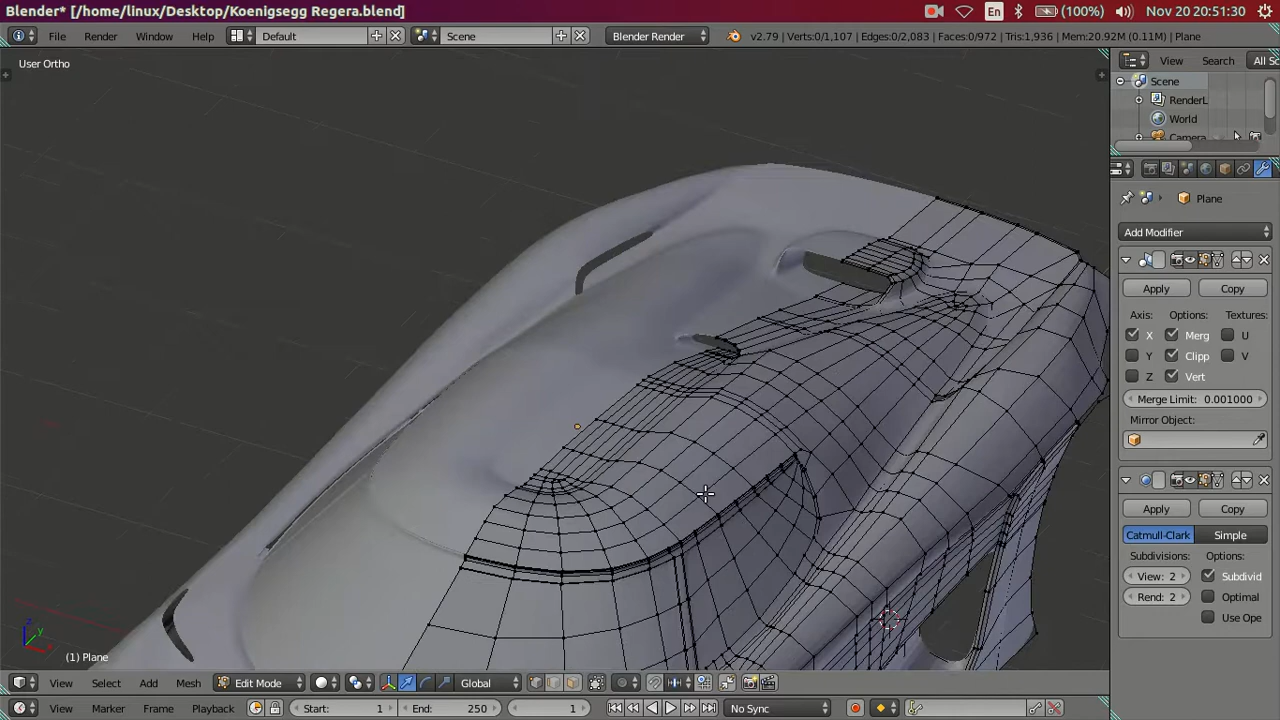 Blender* [/home/linux/Desktop/Koenigsegg Regera.blend]
En
(100%)
Nov 20 20:51:30
File
Render
Window
Help
Default
Scene
Blender Render
v2.79 | Verts:0/1,107 | Edges:0/2,083 | Faces:0/972 | Tris:1,936 | Mem:20.92M (0.11M) | Plane
User Ortho
View
Search
All Sc
Scene
RenderL
World
Camera
Plane
Add Modifier
Apply
Copy
Axis:
Options:
Textures:
X
Merg
U
Y
Clipp
V
Z
Vert
Merge Limit: 0.001000
Mirror Object:
Apply
Copy
Catmull-Clark
Simple
Subdivisions:
Options:
View: 2
Subdivid
Rend: 2
Optimal
Use Ope
z
y
x
(1) Plane
View
Select
Add
Mesh
Edit Mode
Global
View
Marker
Frame
Playback
Start: 1
End: 250
1
No Sync